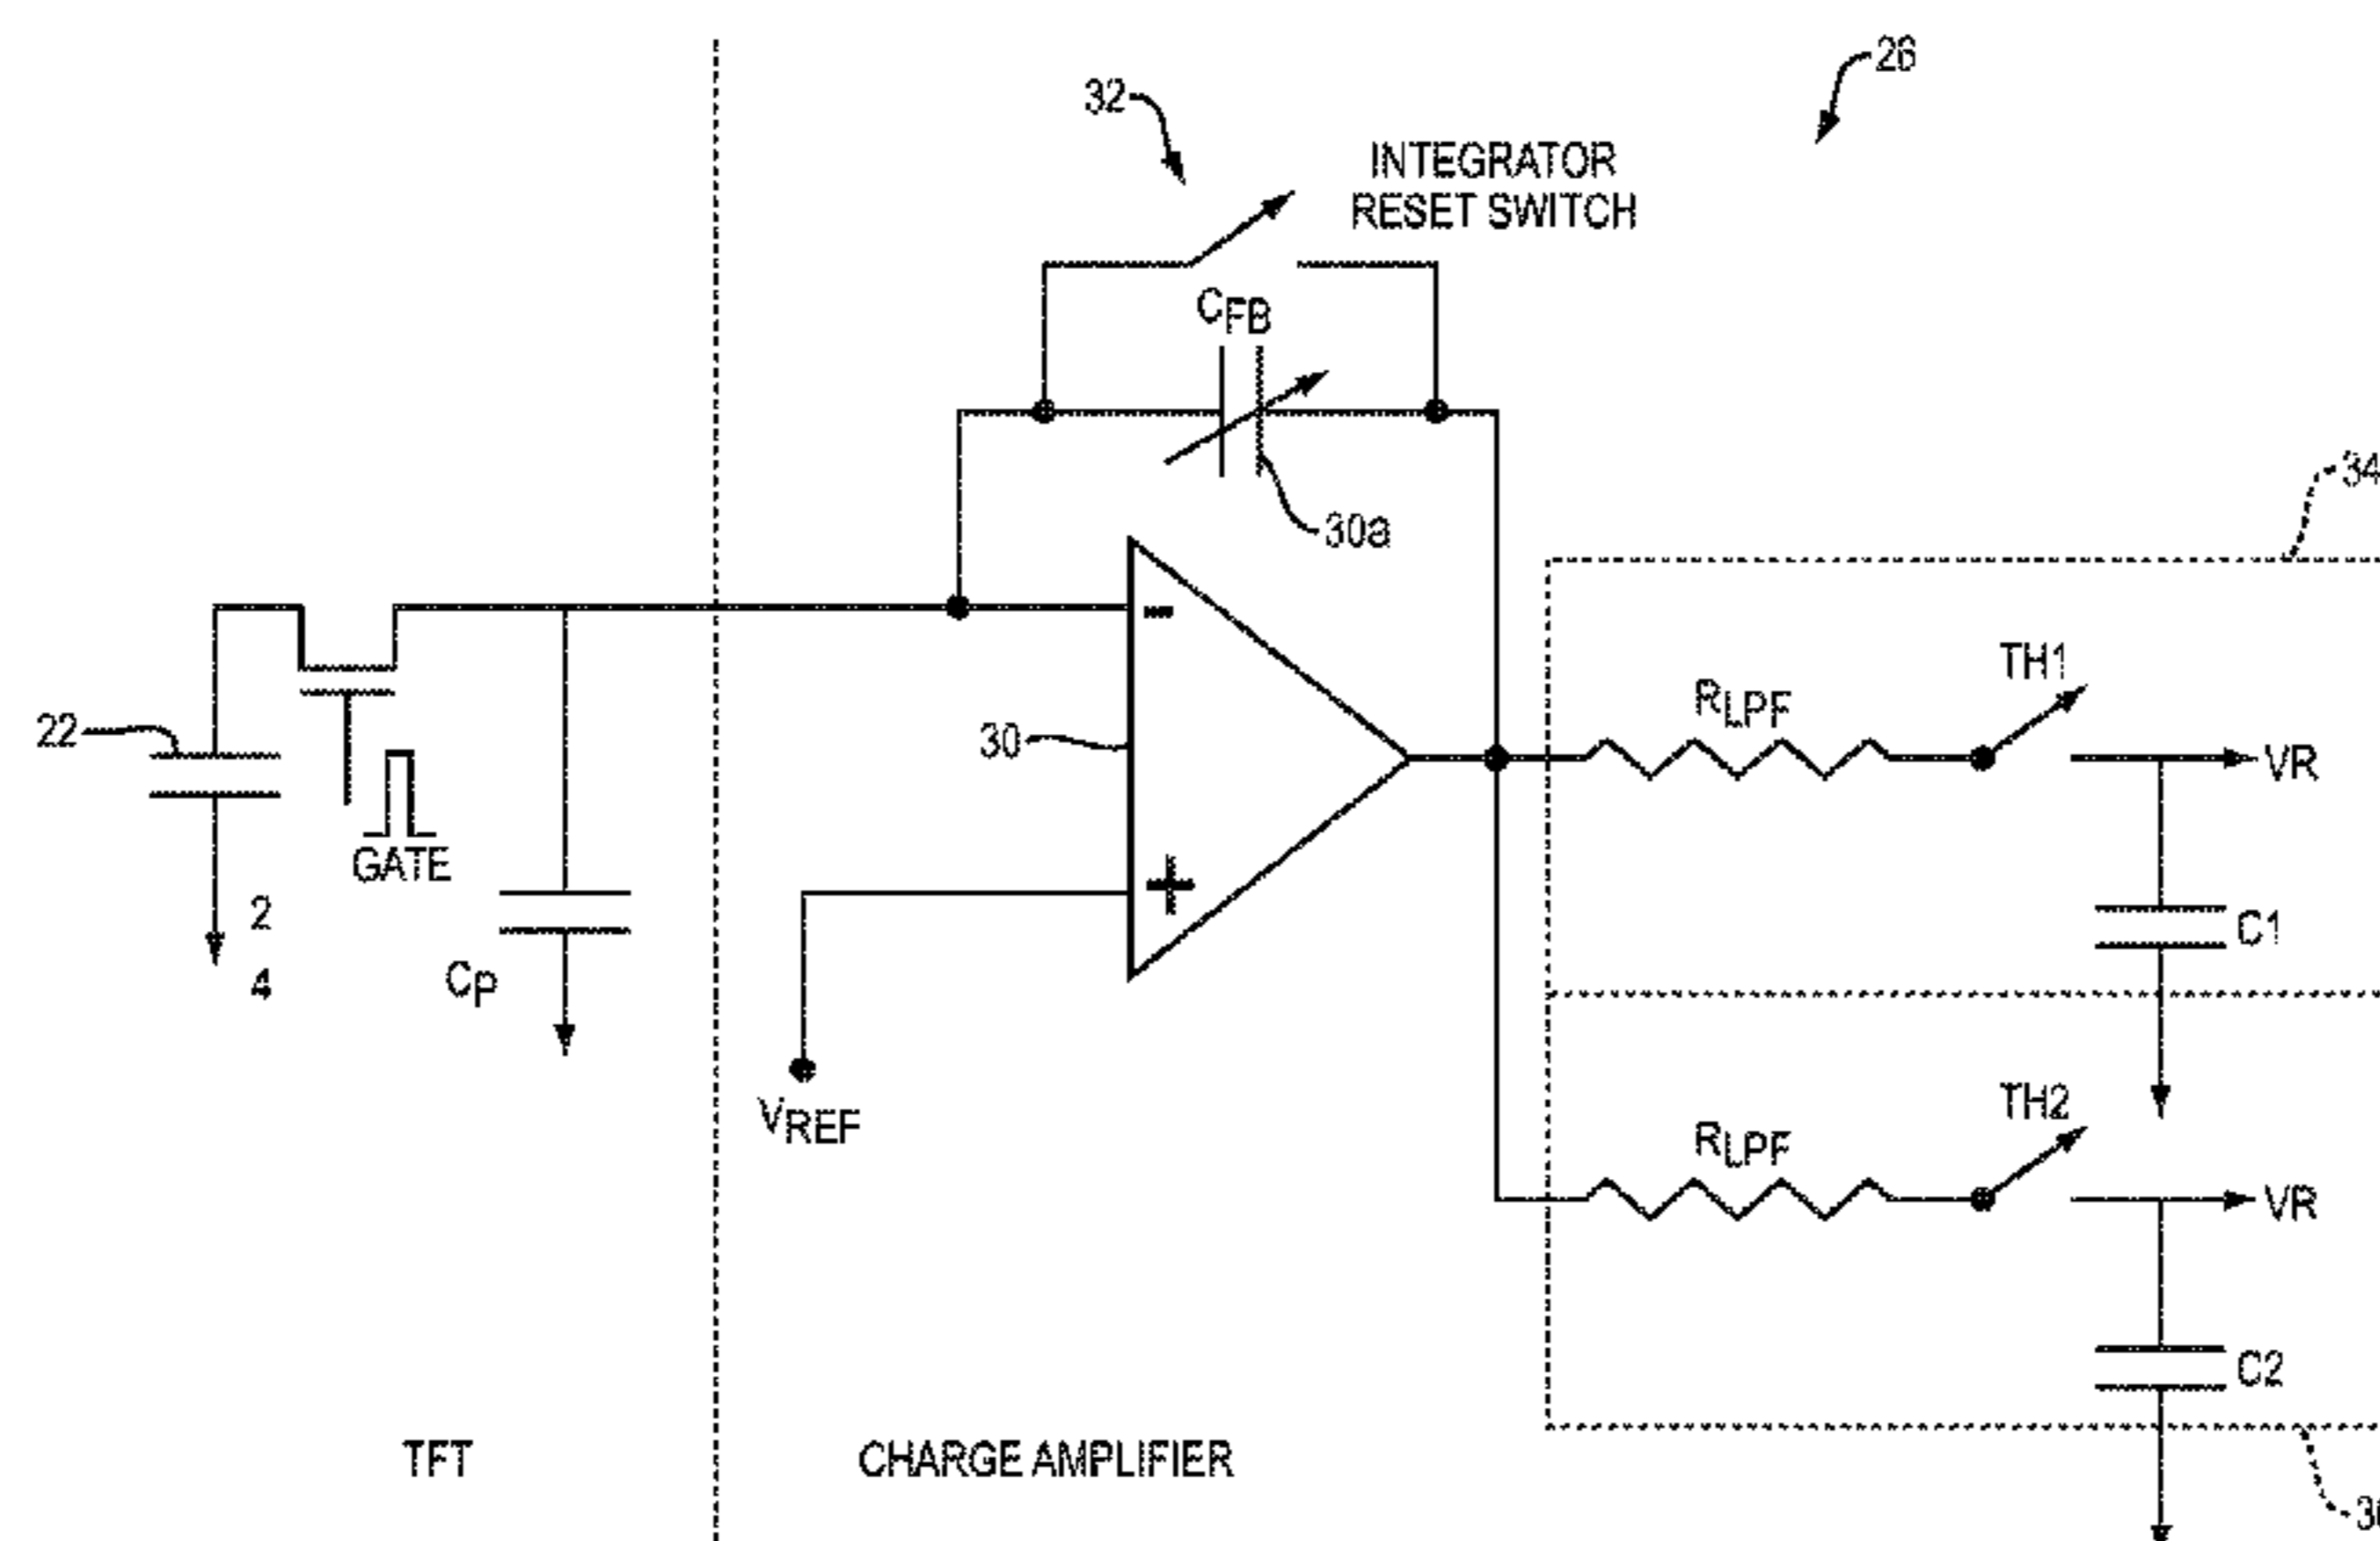 26
32
INTEGRATOR
RESET SWITCH
CFB
34
30a
-
TH1
RLPF
22
30
VR
GATE
+
2
4
C1
CP
TH2
VREF
RLPF
VR
C2
TFT
CHARGE AMPLIFIER